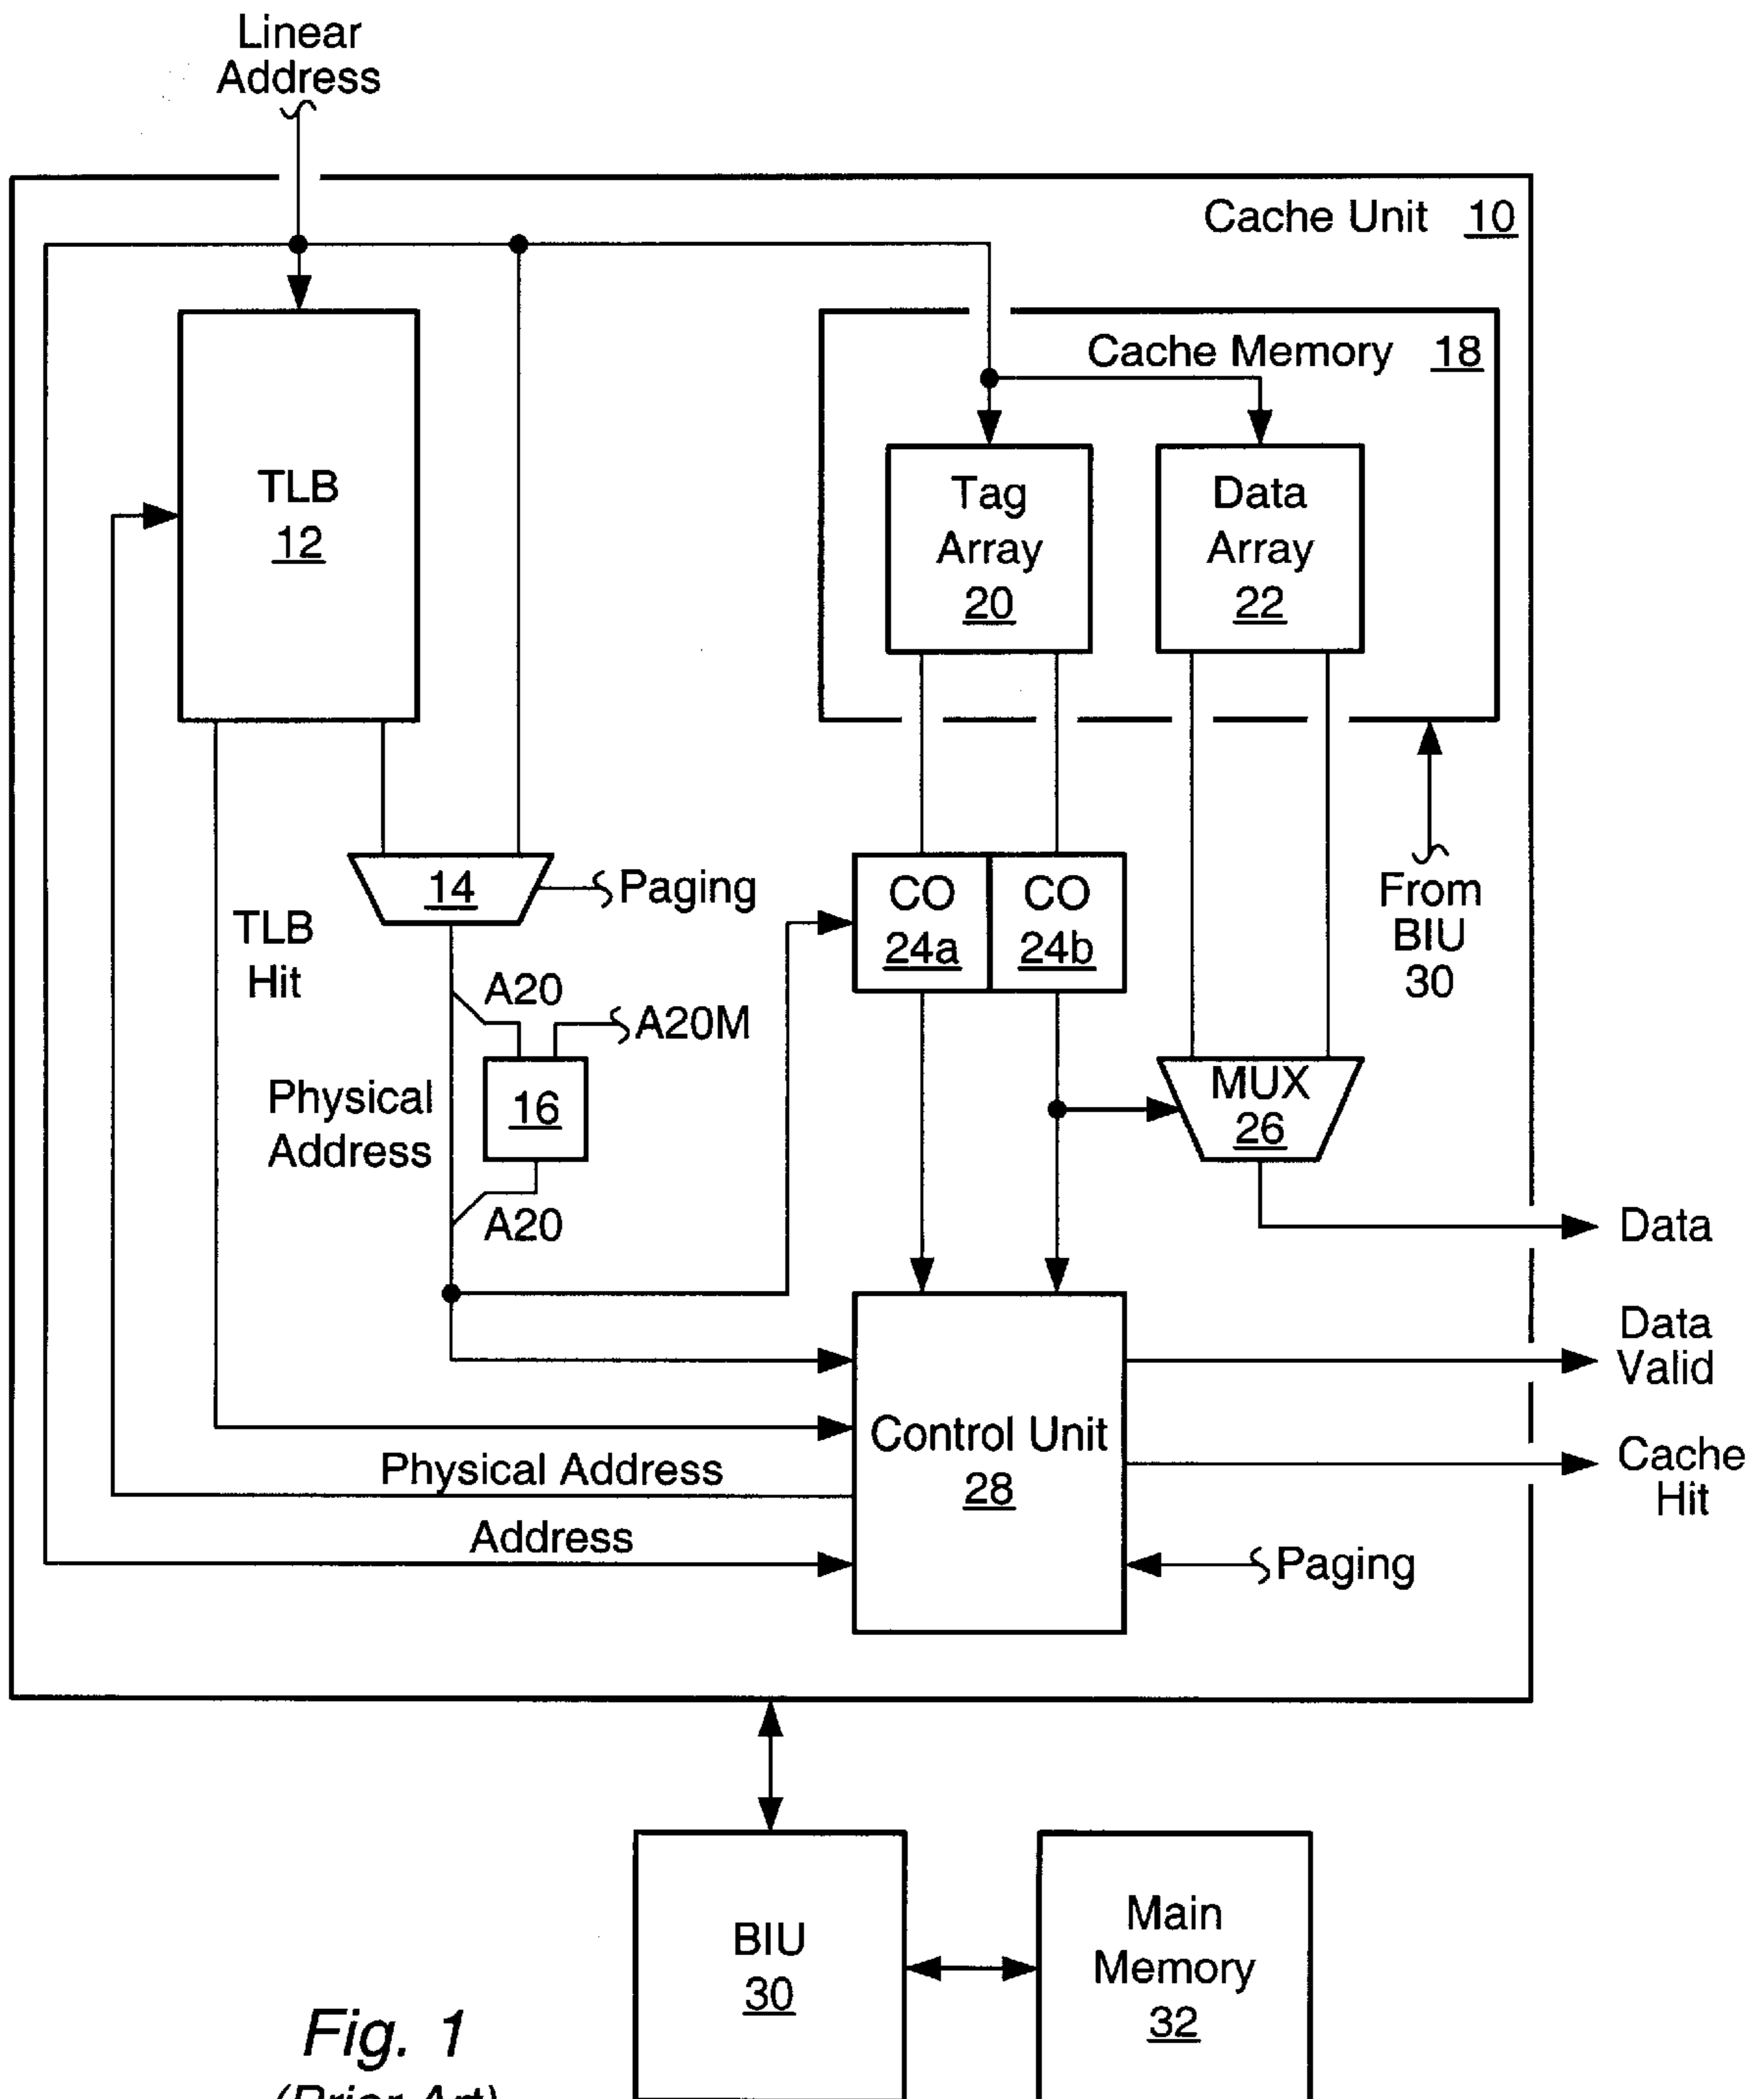 Linear
Address
Cache Unit 10
Cache Memory 18
TLB
12
Tag
Array
20
Data
Array
22
14
Paging
TLB
Hit
CO
24a
CO
24b
From
BIU
30
A20
A20M
Physical
Address
16
A20
MUX
26
Data
Data
Valid
Control Unit
28
Cache
Hit
Physical Address
Address
Paging
BIU
30
Main
Memory
32
Fig. 1
(Prior Art)